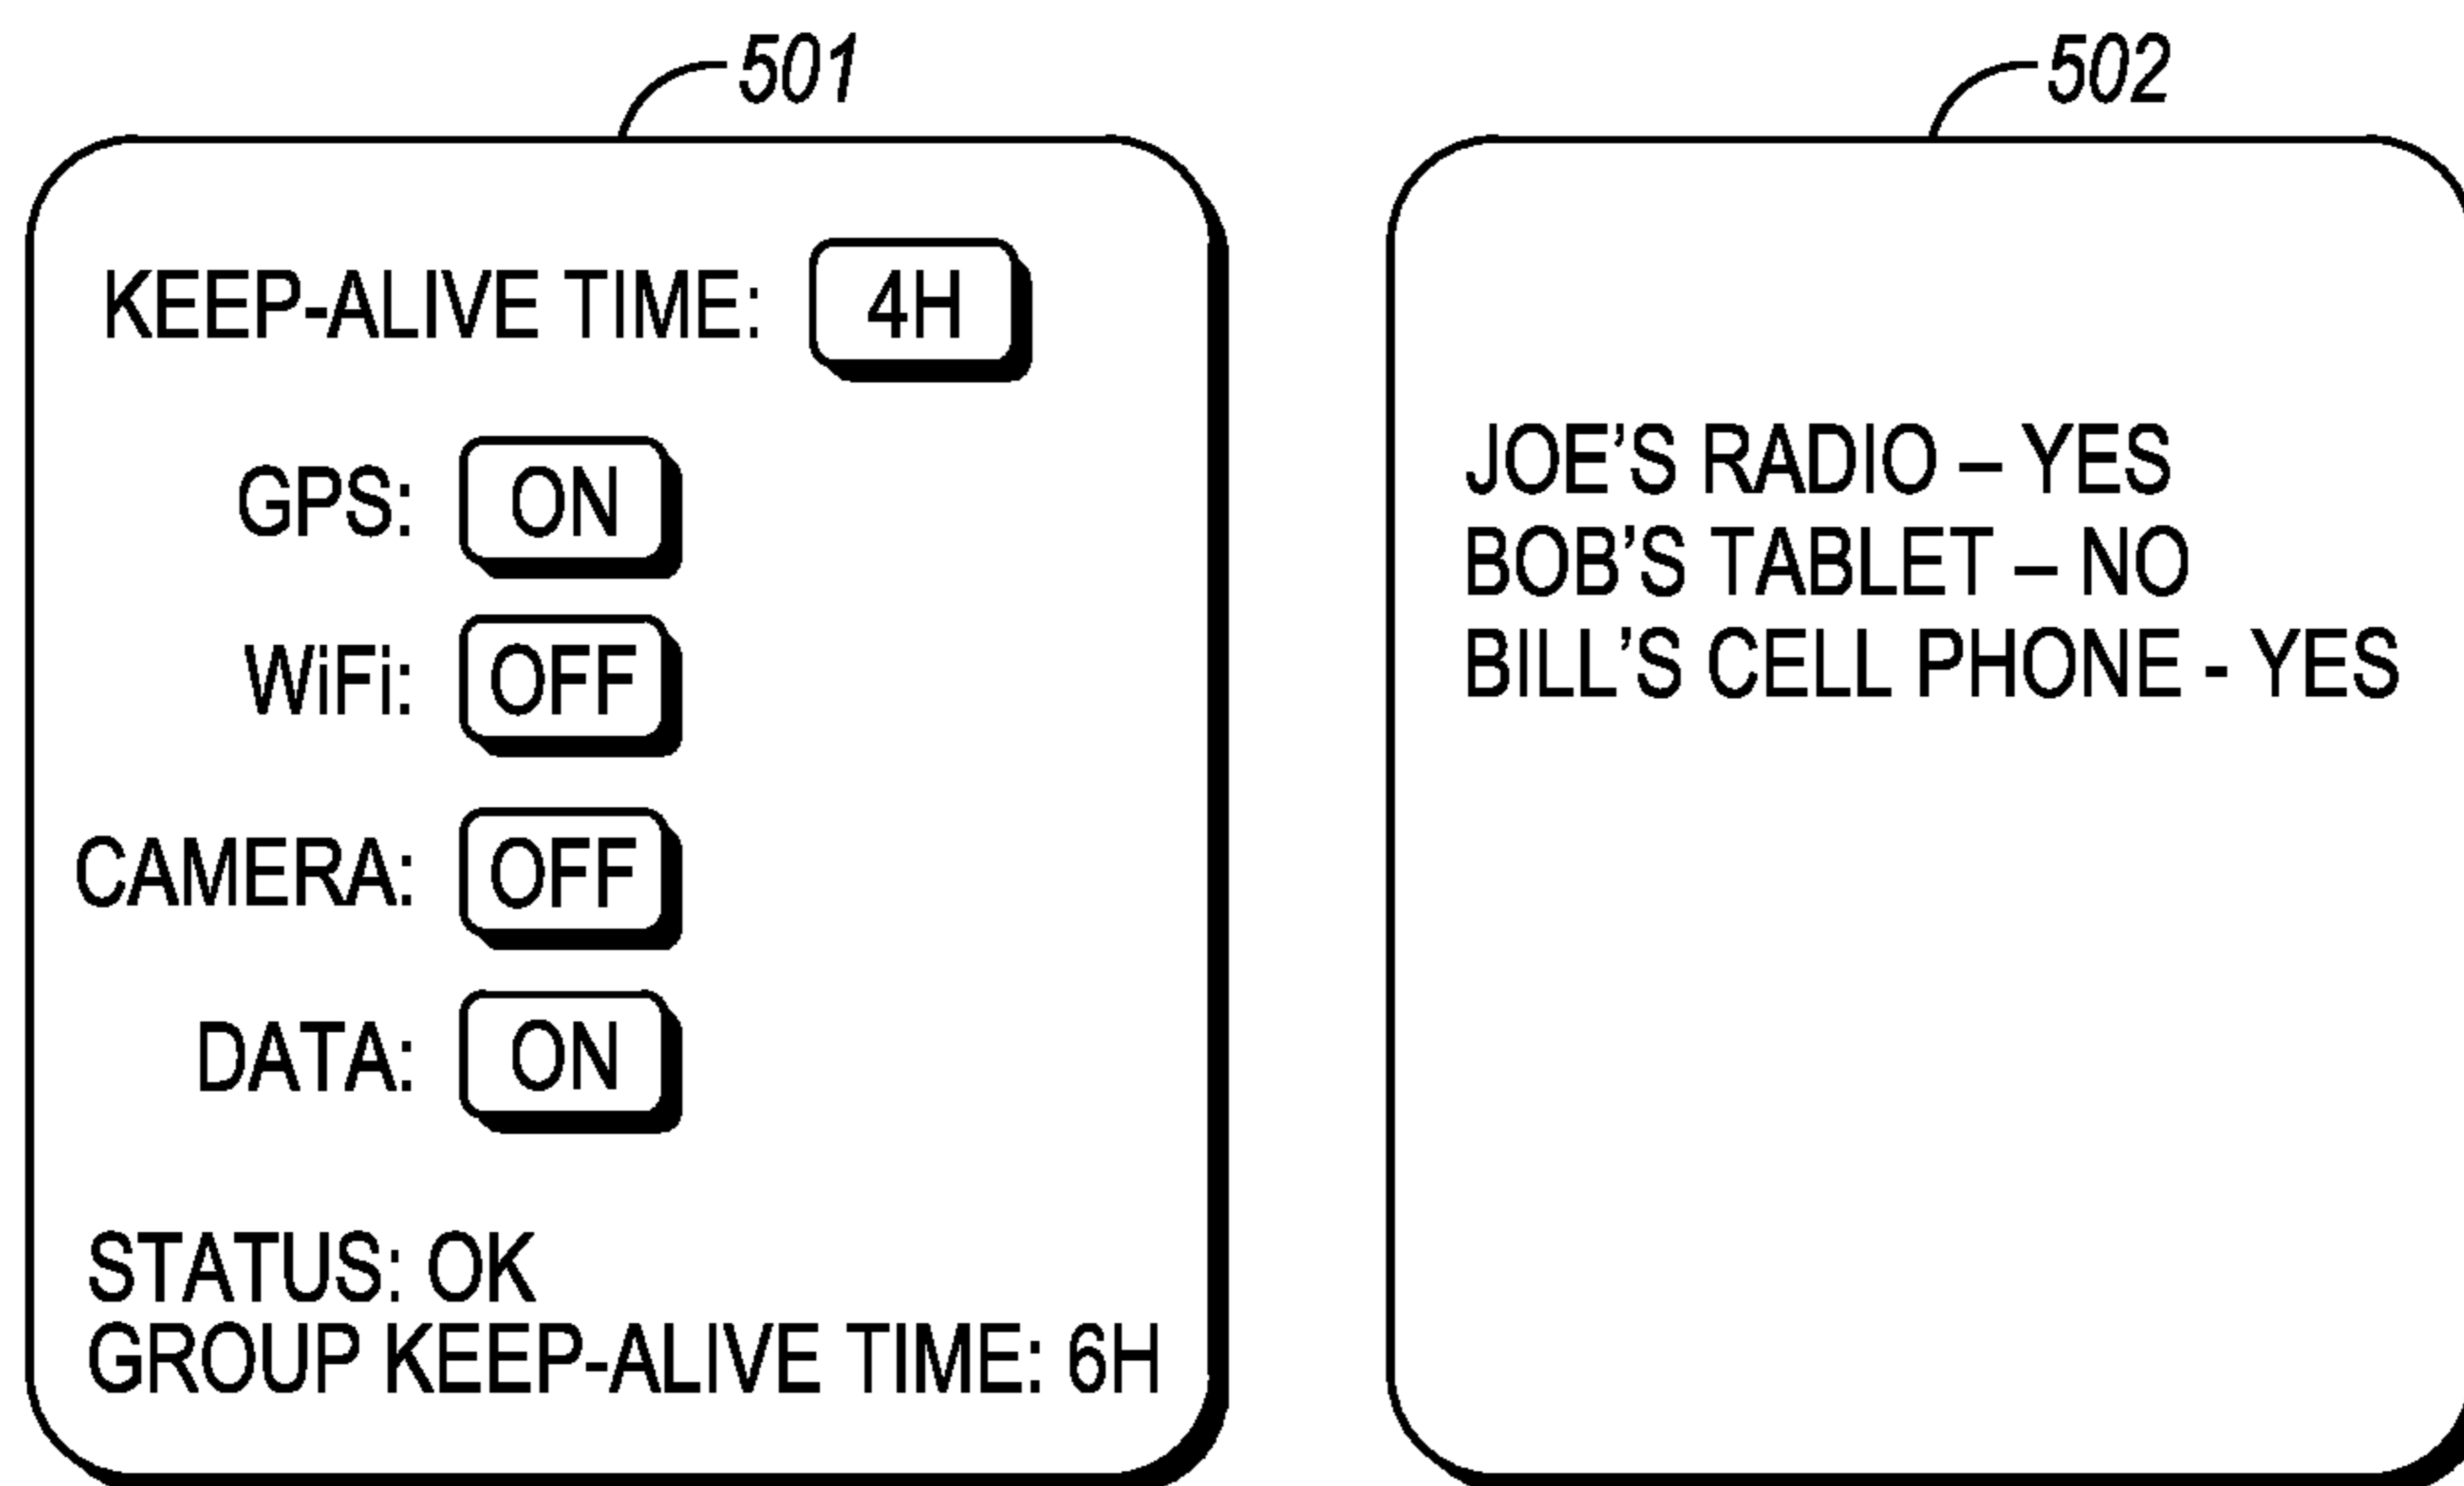 501
KEEP-ALIVE TIME: 4H
GPS: ON
WiFi: OFF
CAMERA: OFF
DATA: ON
STATUS: OK
GROUP KEEP-ALIVE TIME: 6H
502
JOE’S RADIO – YES
BOB’S TABLET – NO
BILL’S CELL PHONE - YES